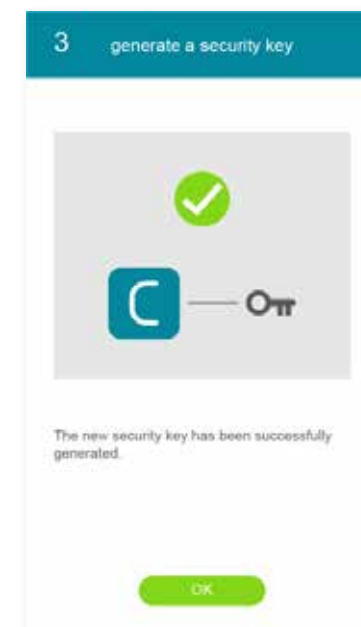 3 generate a security key
The new security key has been successfully
generated.
OK